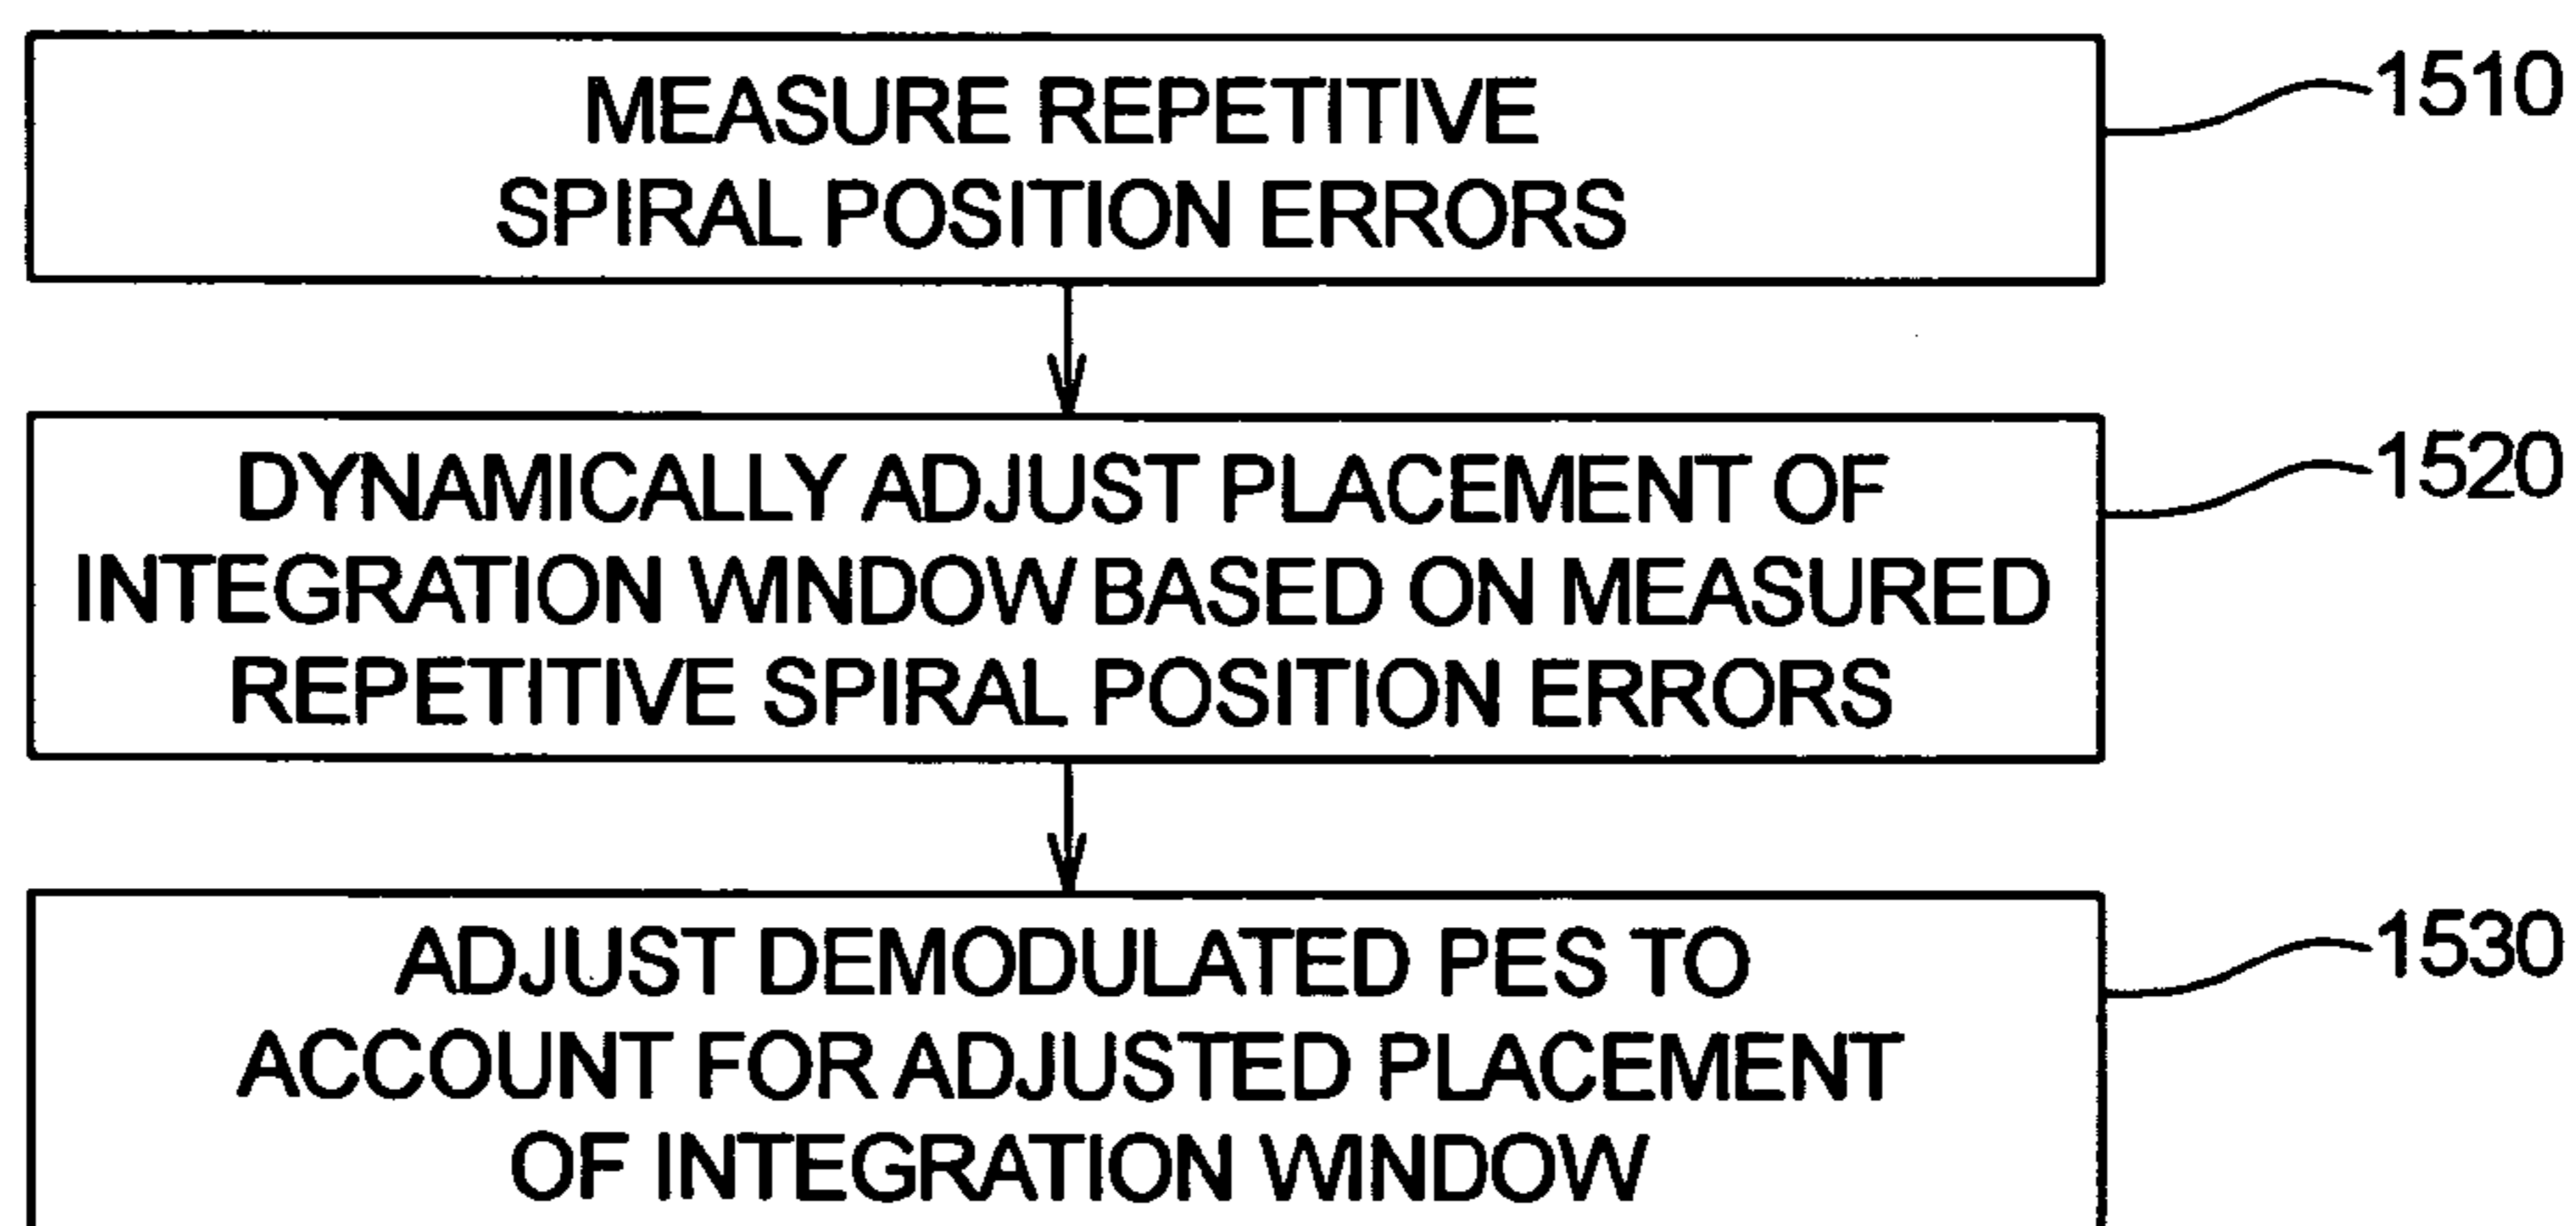 MEASURE REPETITIVE
SPIRAL POSITION ERRORS
1510
DYNAMICALLY ADJUST PLACEMENT OF
INTEGRATION WINDOW BASED ON MEASURED
REPETITIVE SPIRAL POSITION ERRORS
1520
ADJUST DEMODULATED PES TO
ACCOUNT FOR ADJUSTED PLACEMENT
OF INTEGRATION WINDOW
1530